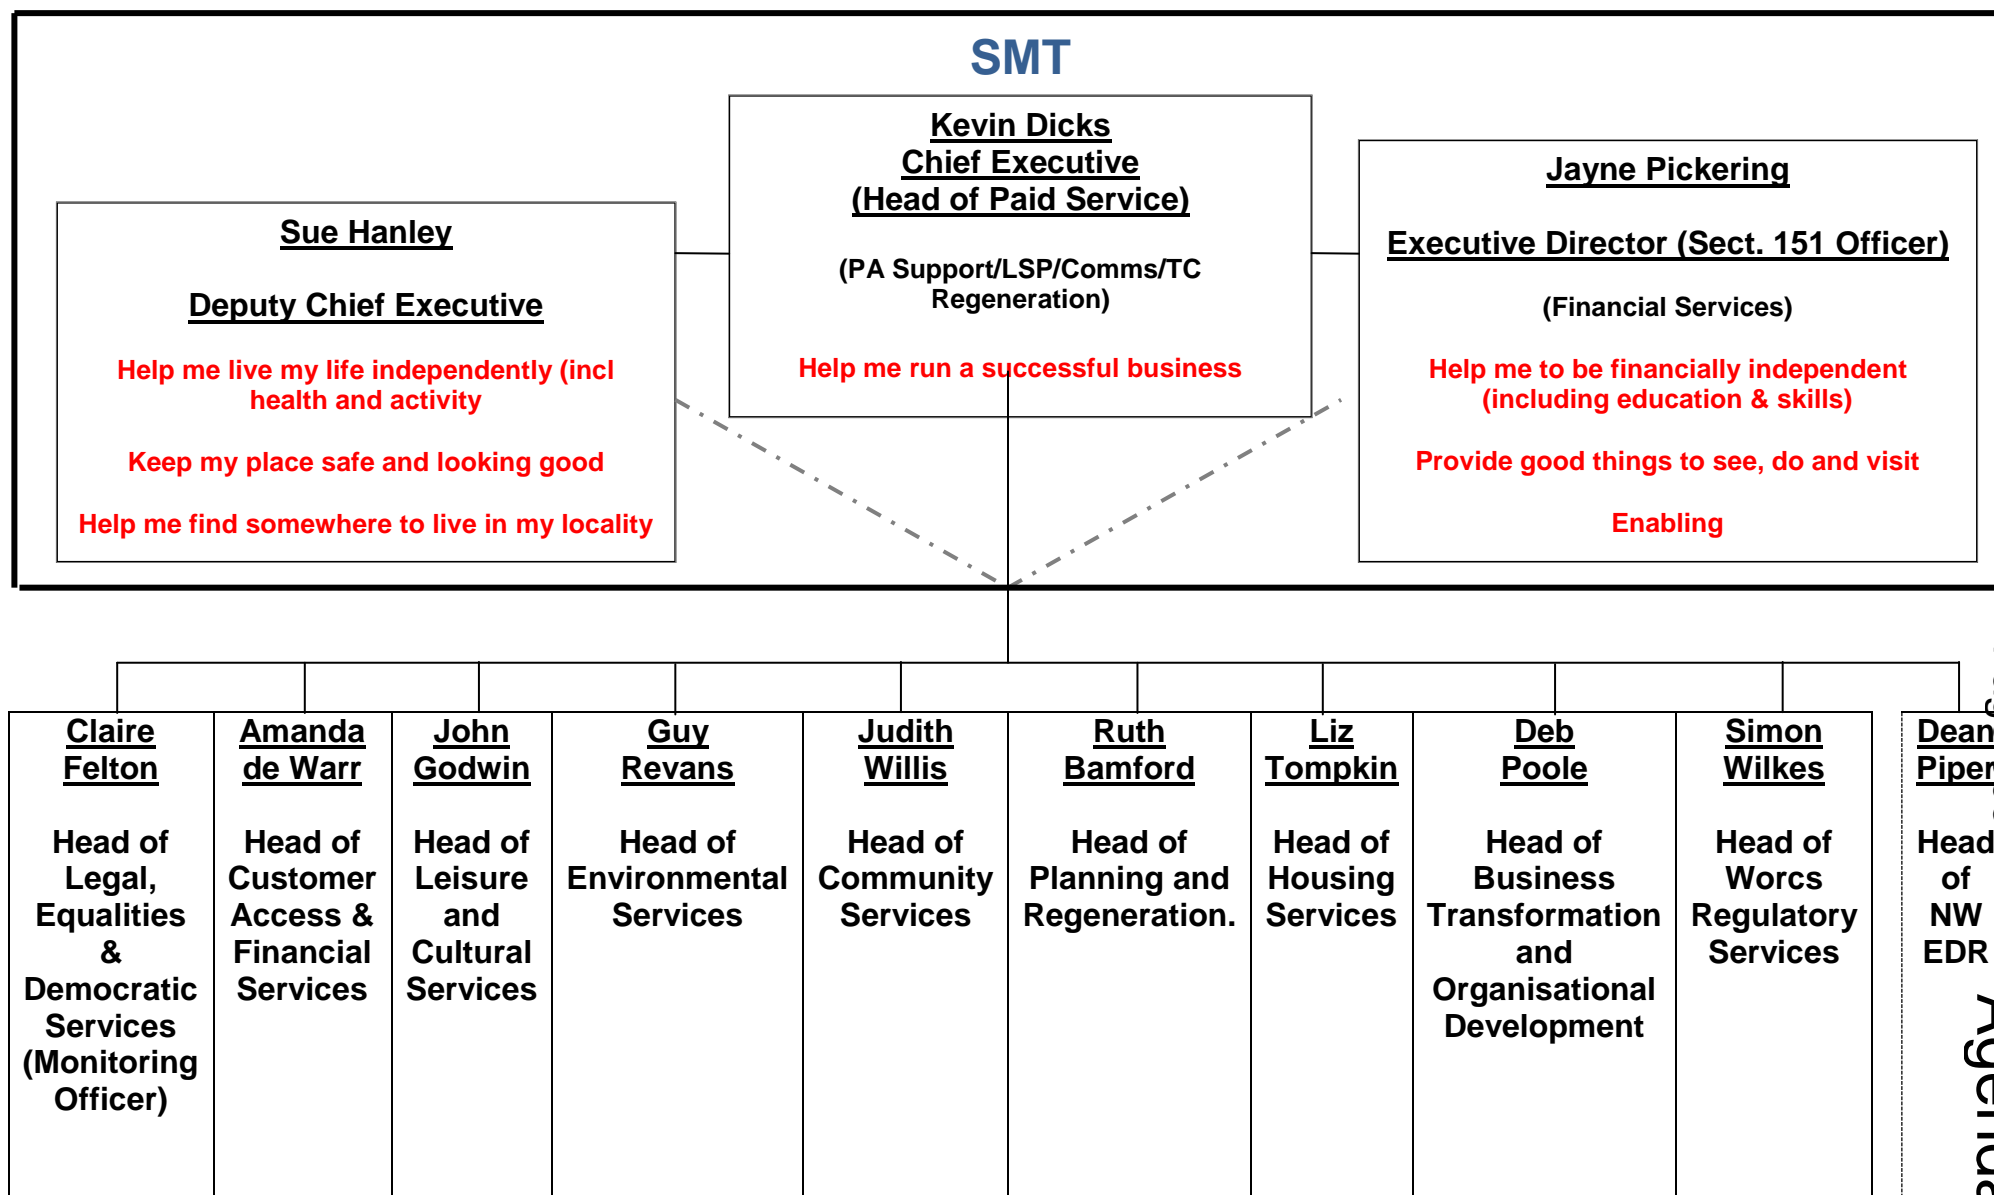 SMT
Kevin Dicks
Chief Executive
(Head of Paid Service)
(PA Support/LSP/Comms/TC
Regeneration)
Help me run a successful business
Sue Hanley
Deputy Chief Executive
Help me live my life independently (incl
health and activity
Keep my place safe and looking good
Help me find somewhere to live in my locality
Jayne Pickering
Executive Director (Sect. 151 Officer)
(Financial Services)
Help me to be financially independent
(including education & skills)
Provide good things to see, do and visit
Enabling
Claire
Felton
Head of
Legal,
Equalities
&
Democratic
Services
(Monitoring
Officer)
Amanda
de Warr
Head of
Customer
Access &
Financial
Services
John
Godwin
Head of
Leisure
and
Cultural
Services
Guy
Revans
Head of
Environmental
Services
Judith
Willis
Head of
Community
Services
Ruth
Bamford
Head of
Planning and
Regeneration.
Liz
Tompkin
Head of
Housing
Services
Deb
Poole
Head of
Business
Transformation
and
Organisational
Development
Simon
Wilkes
Head of
Worcs
Regulatory
Services
Dean
Piper
Head
of
NW
EDR
Agenda